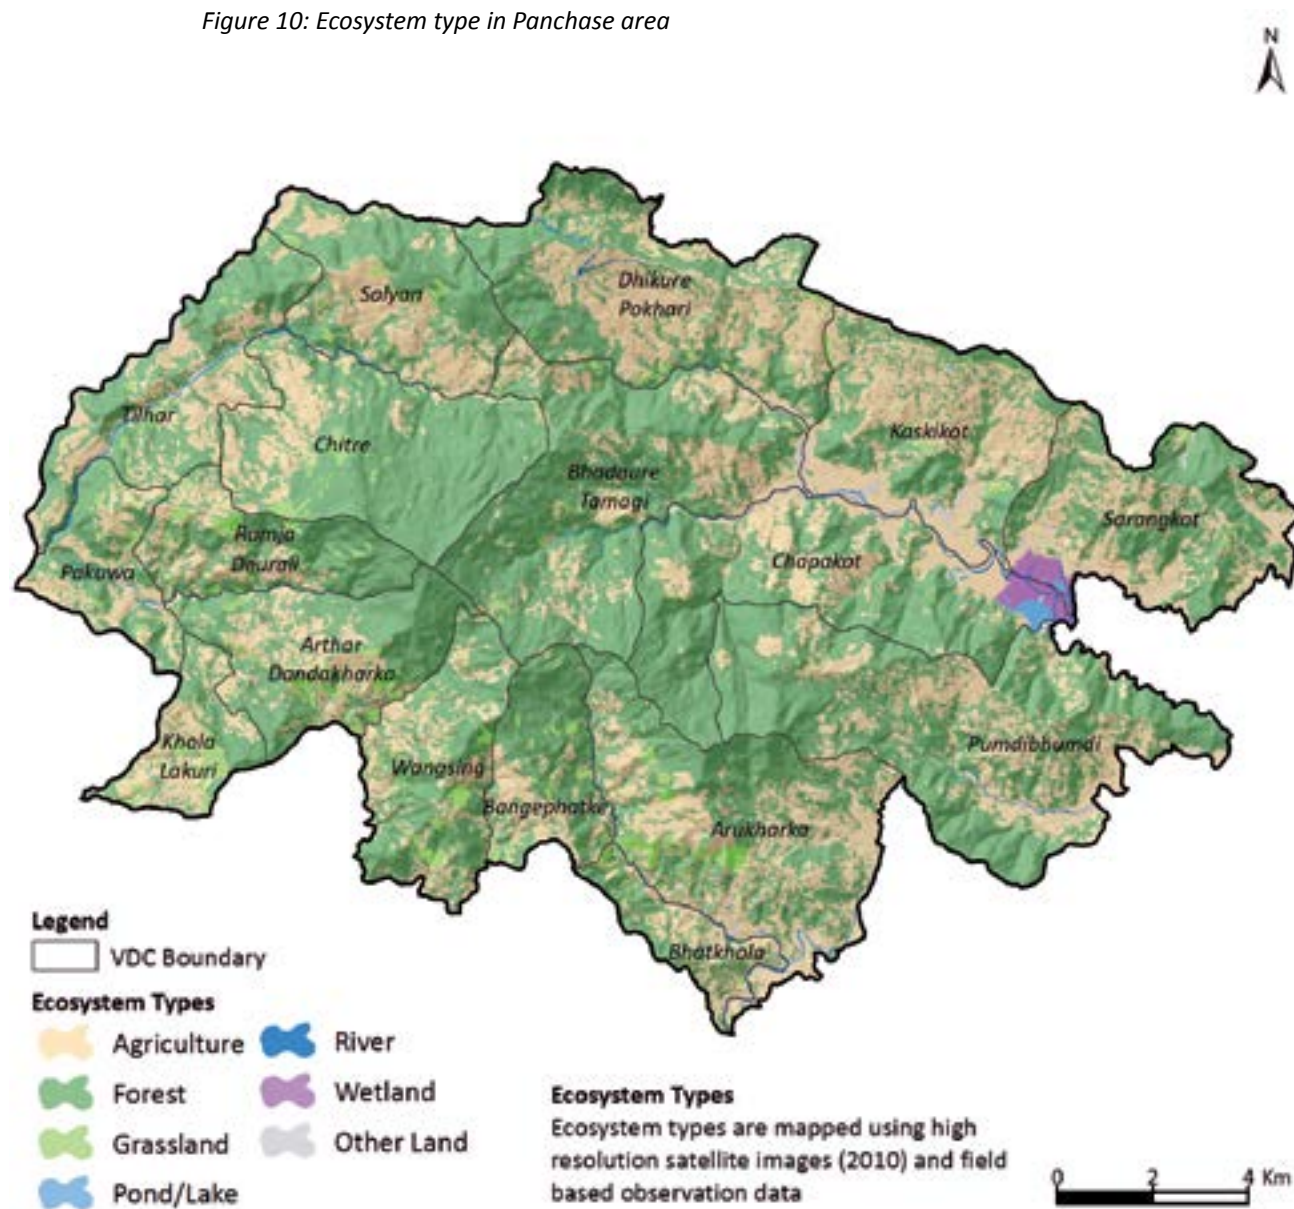 Figure 10: Ecosystem type in Panchase area
N
Salyan
Dhikure
Pokhari
Tilhar
Chitre
Kaskikot
Bhadaure
Tamagi
Sarangkot
Ramja
Deurali
Chapakot
Pakuwa
Arthar
Dandakharka
Khola
Lakuri
Wangsing
Pumdibhumdi
Bangephatke
Arukharka
Bhatkhola
Legend
VDC Boundary
Ecosystem Types
Agriculture
River
Forest
Wetland
Grassland
Other Land
Pond/Lake
Ecosystem Types
Ecosystem types are mapped using high
resolution satellite images (2010) and field
based observation data
0 2 4 Km